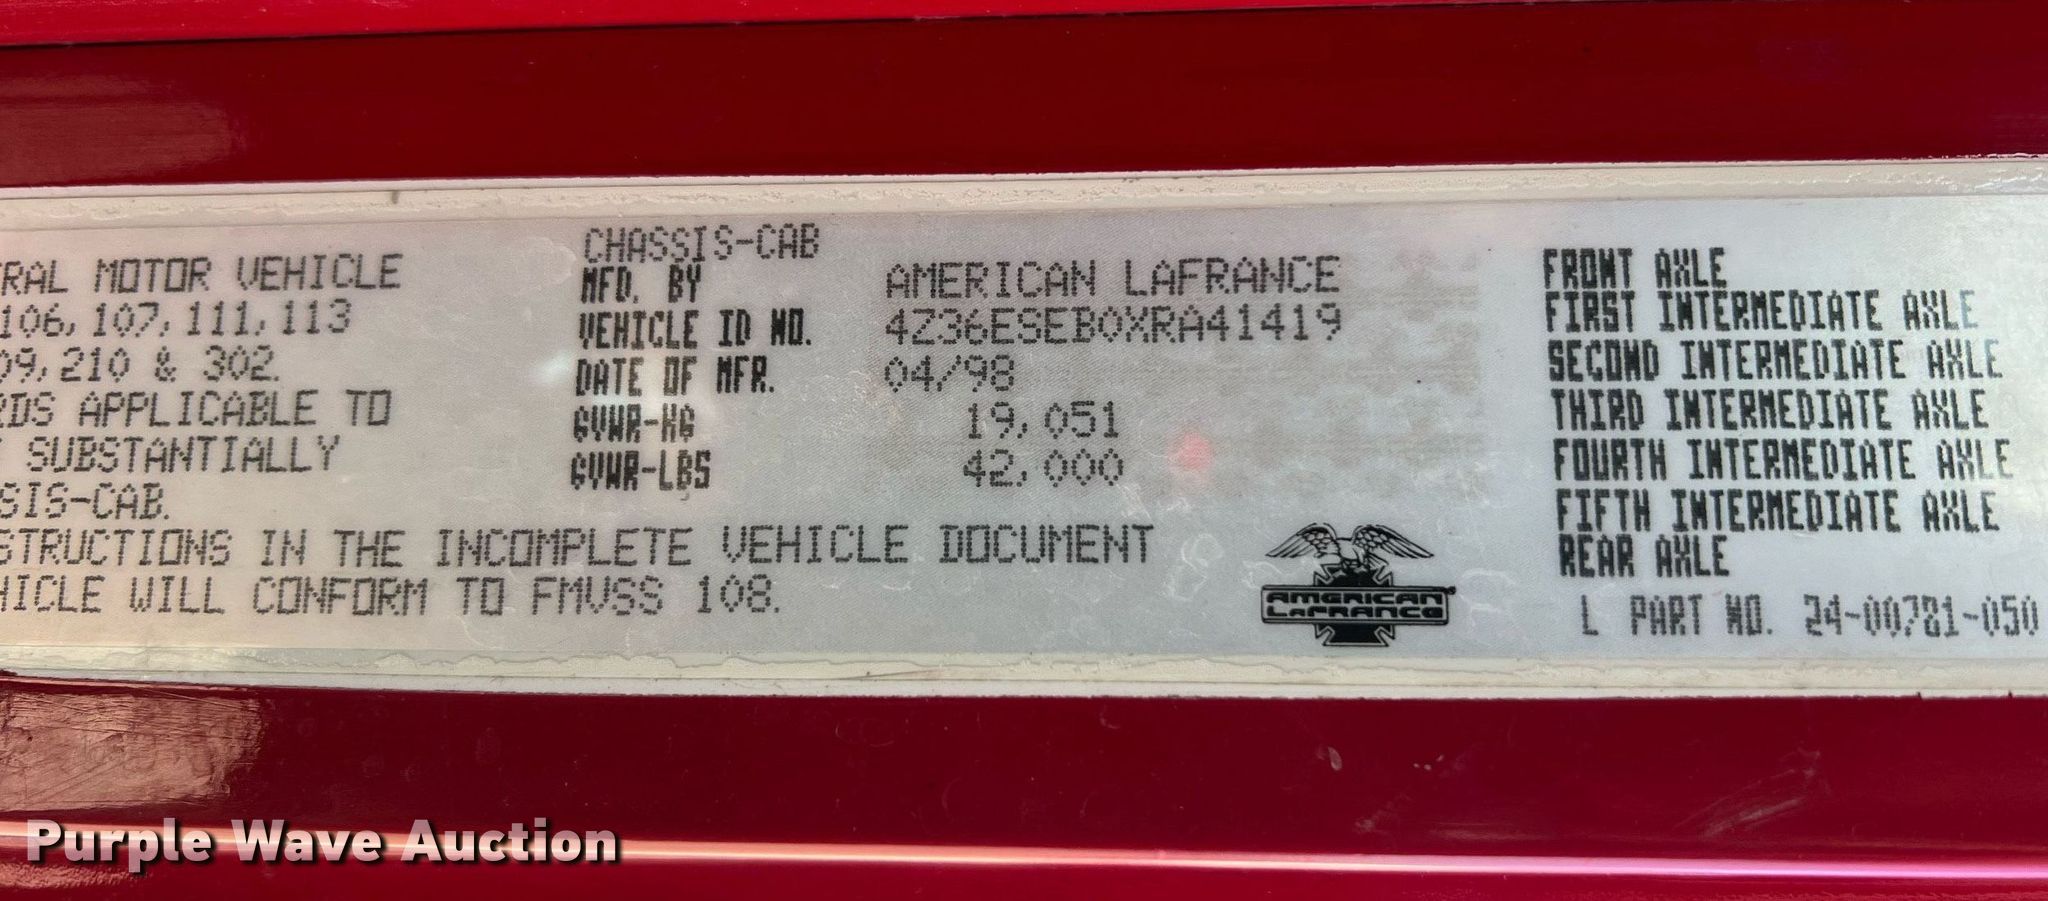 RAL MOTOR VEHICLE
106, 107, 111, 113
09, 210 & 302.
RDS APPLICABLE TO
SUBSTANTIALLY
SIS-CAB.
STRUCTIONS IN THE INCOMPLETE VEHICLE DOCUMENT
HICLE WILL CONFORM TO FMVSS 108.
CHASSIS-CAB
MFD. BY AMERICAN LAFRANCE
VEHICLE ID NO. 4Z36ESEB0XRA41419
DATE OF MFR. 04/98
GVWR-KG 19,051
GVWR-LBS 42,000
AMERICAN
LAFRANCE
FRONT AXLE
FIRST INTERMEDIATE AXLE
SECOND INTERMEDIATE AXLE
THIRD INTERMEDIATE AXLE
FOURTH INTERMEDIATE AXLE
FIFTH INTERMEDIATE AXLE
REAR AXLE
L PART NO. 24-00781-050
Purple Wave Auction